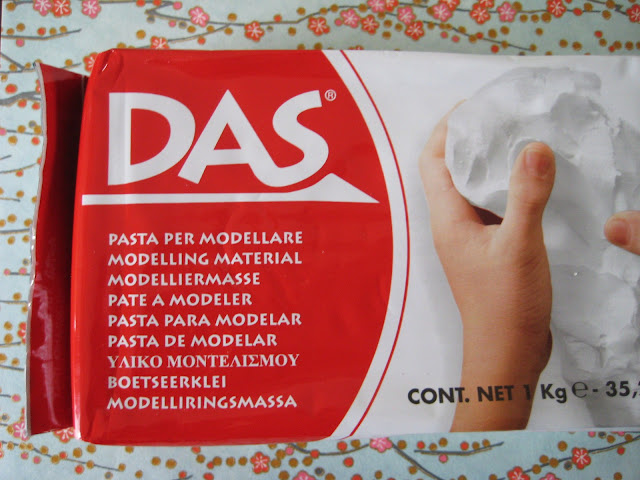 DAS®
PASTA PER MODELLARE
MODELLING MATERIAL
MODELLIERMASSE
PATE A MODELER
PASTA PARA MODELAR
PASTA DE MODELAR
ΥΛΙΚΟ ΜΟΝΤΕΛΙΣΜΟΥ
BOETSEERKLEI
MODELLIRINGSMASSA
CONT. NET 1 Kg ℮ - 35,